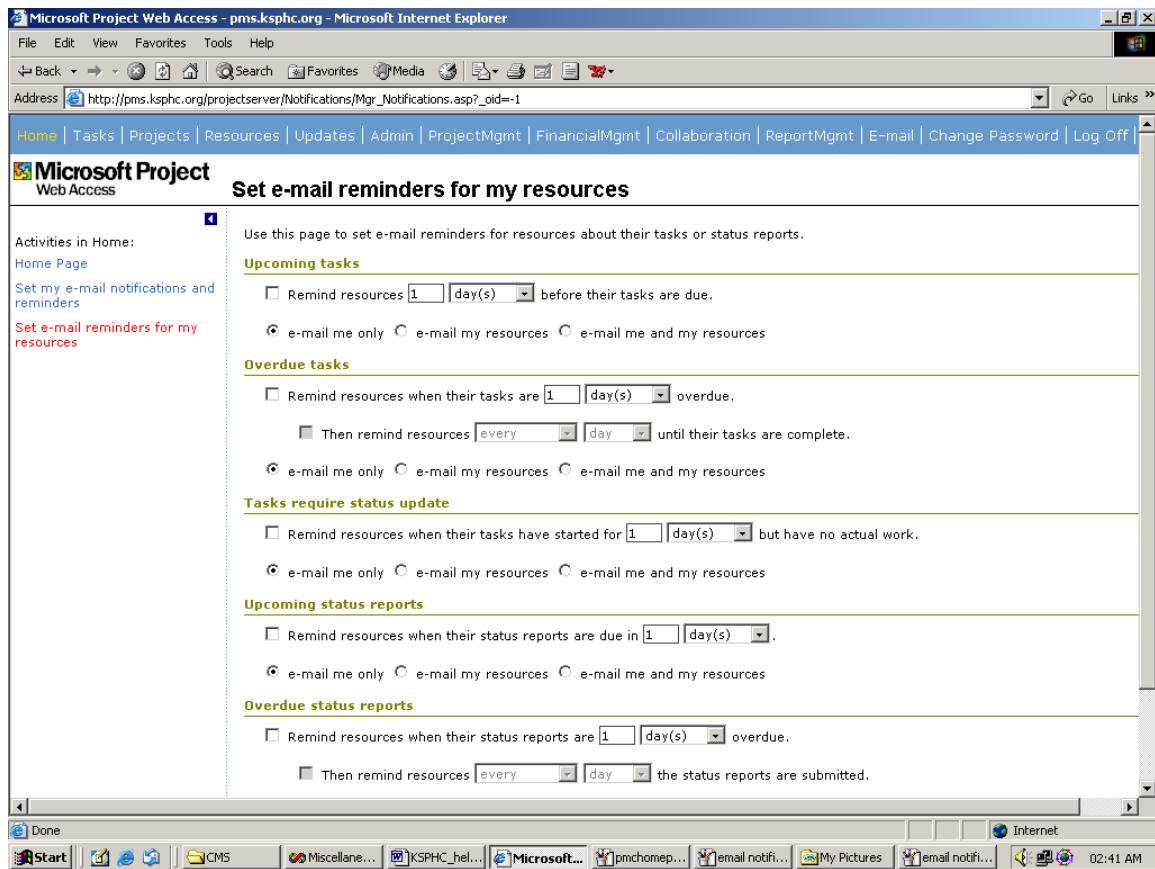 Microsoft Project Web Access - pms.ksphc.org - Microsoft Internet Explorer
File Edit View Favorites Tools Help
Back Search Favorites Media
Address http://pms.ksphc.org/projectserver/Notifications/Mgr_Notifications.asp?_oid=-1 Go Links »
Home | Tasks | Projects | Resources | Updates | Admin | ProjectMgmt | FinancialMgmt | Collaboration | ReportMgmt | E-mail | Change Password | Log Off |
Microsoft Project
Web Access
Set e-mail reminders for my resources
Activities in Home:
Home Page
Set my e-mail notifications and
reminders
Set e-mail reminders for my
resources
Use this page to set e-mail reminders for resources about their tasks or status reports.
Upcoming tasks
Remind resources 1 day(s) before their tasks are due.
e-mail me only e-mail my resources e-mail me and my resources
Overdue tasks
Remind resources when their tasks are 1 day(s) overdue.
Then remind resources every day until their tasks are complete.
e-mail me only e-mail my resources e-mail me and my resources
Tasks require status update
Remind resources when their tasks have started for 1 day(s) but have no actual work.
e-mail me only e-mail my resources e-mail me and my resources
Upcoming status reports
Remind resources when their status reports are due in 1 day(s) .
e-mail me only e-mail my resources e-mail me and my resources
Overdue status reports
Remind resources when their status reports are 1 day(s) overdue.
Then remind resources every day the status reports are submitted.
Done Internet
Start CMS Miscellane... KSPHC_hel... Microsoft... pmchomep... email notifi... My Pictures email notifi... 02:41 AM